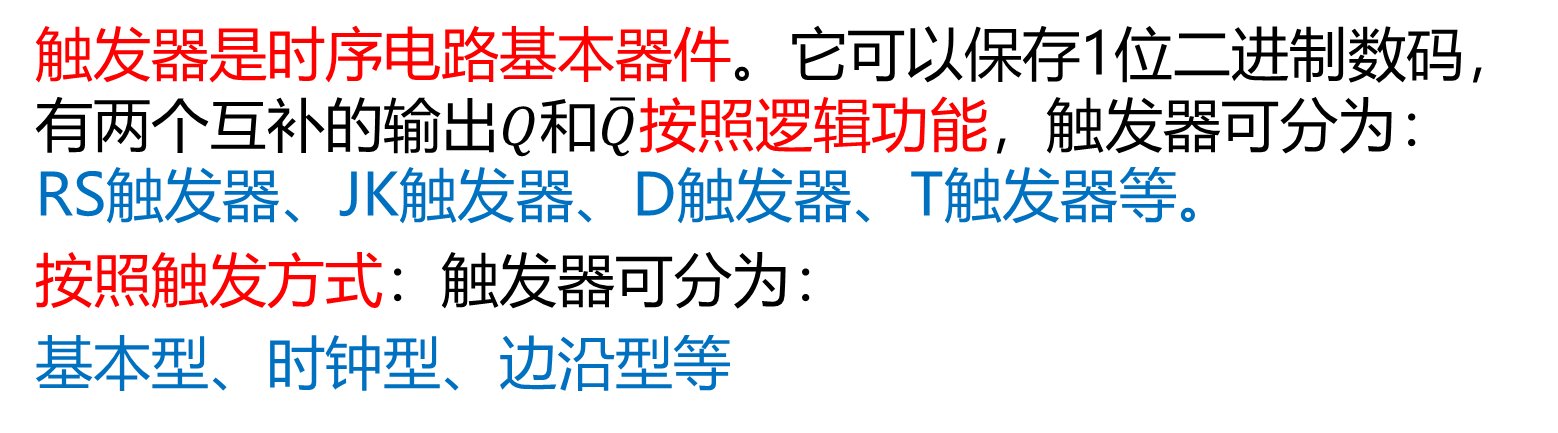 触发器是时序电路基本器件。它可以保存1位二进制数码，
有两个互补的输出Q和Q̄按照逻辑功能，触发器可分为：
RS触发器、JK触发器、D触发器、T触发器等。
按照触发方式：触发器可分为：
基本型、时钟型、边沿型等